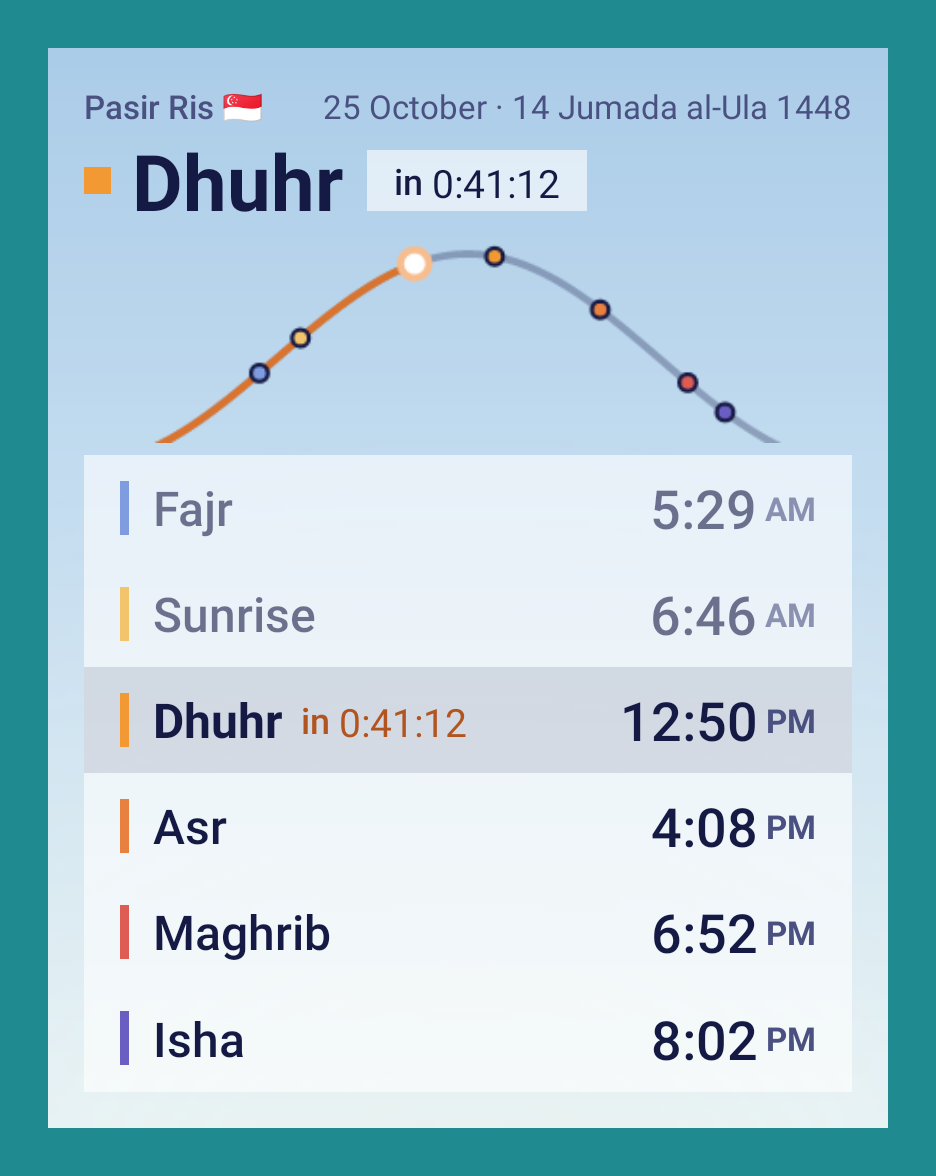 Pasir Ris 🇸🇬 25 October · 14 Jumada al-Ula 1448
Dhuhr in 0:41:12
Fajr 5:29 AM
Sunrise 6:46 AM
Dhuhr in 0:41:12 12:50 PM
Asr 4:08 PM
Maghrib 6:52 PM
Isha 8:02 PM